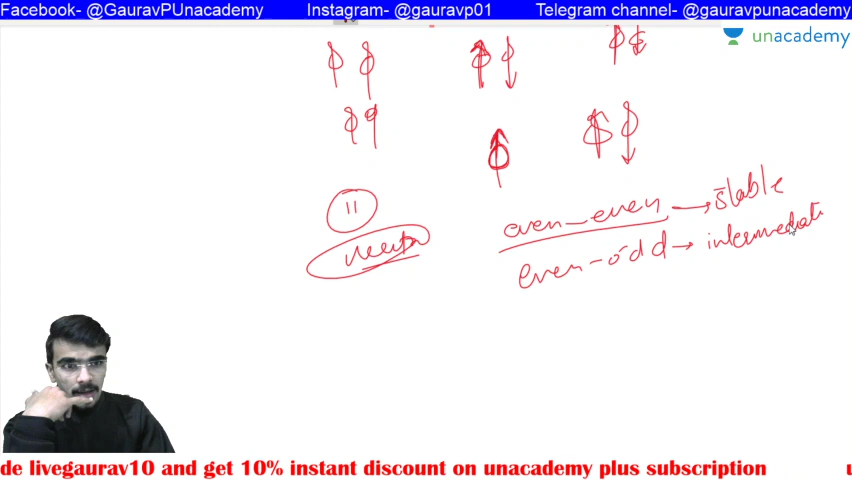 Facebook- @GauravPUnacademy Instagram- @gauravp01 Telegram channel- @gauravpunacademy
unacademy
11
even-even → stable
even-odd → intermediate
de livegaurav10 and get 10% instant discount on unacademy plus subscription